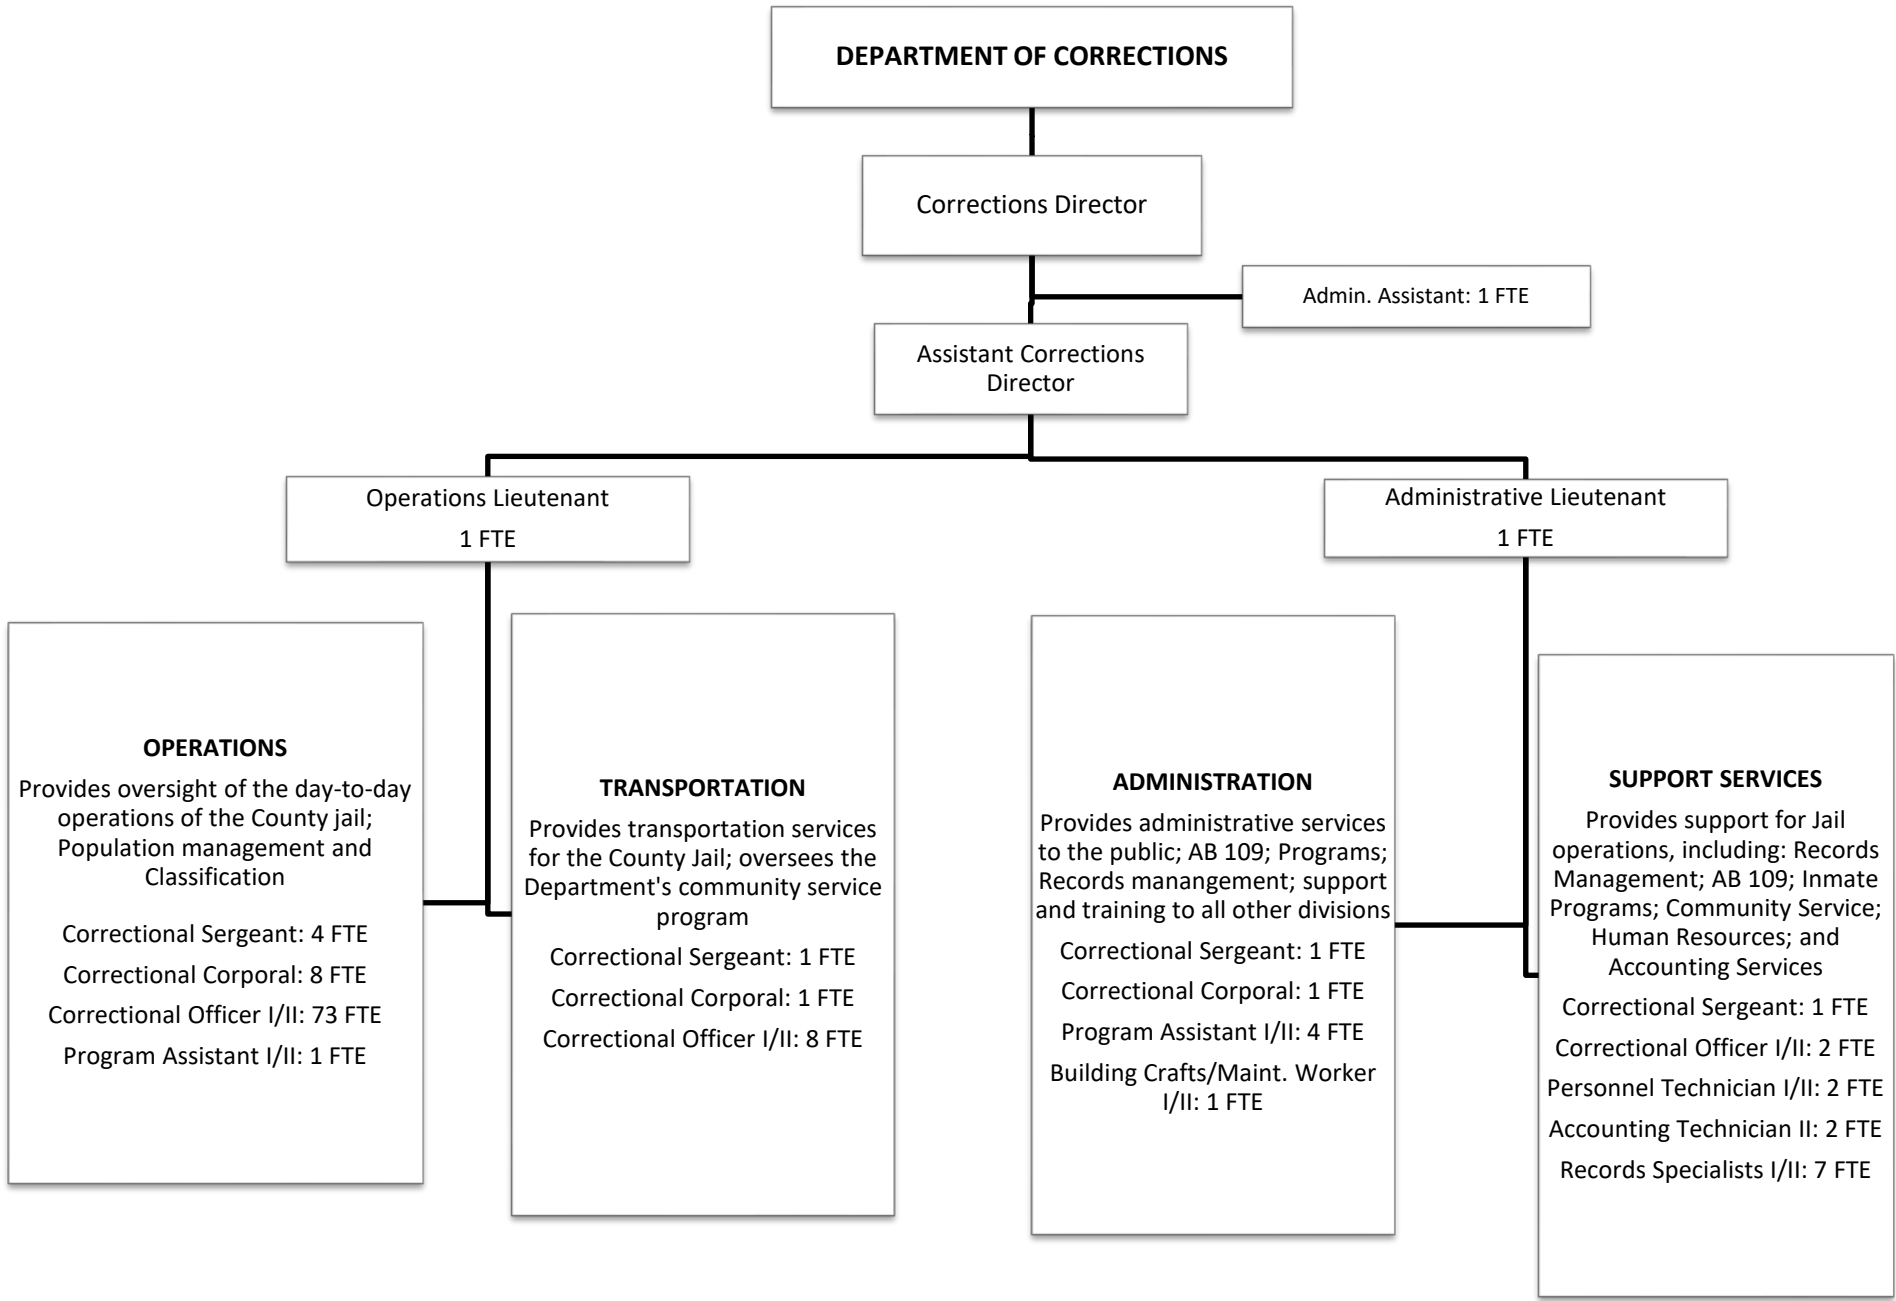 DEPARTMENT OF CORRECTIONS
Corrections Director
Admin. Assistant: 1 FTE
Assistant Corrections
Director
Operations Lieutenant
1 FTE
Administrative Lieutenant
1 FTE
OPERATIONS
Provides oversight of the day-to-day
operations of the County jail;
Population management and
Classification
Correctional Sergeant: 4 FTE
Correctional Corporal: 8 FTE
Correctional Officer I/II: 73 FTE
Program Assistant I/II: 1 FTE
TRANSPORTATION
Provides transportation services
for the County Jail; oversees the
Department's community service
program
Correctional Sergeant: 1 FTE
Correctional Corporal: 1 FTE
Correctional Officer I/II: 8 FTE
ADMINISTRATION
Provides administrative services
to the public; AB 109; Programs;
Records manangement; support
and training to all other divisions
Correctional Sergeant: 1 FTE
Correctional Corporal: 1 FTE
Program Assistant I/II: 4 FTE
Building Crafts/Maint. Worker
I/II: 1 FTE
SUPPORT SERVICES
Provides support for Jail
operations, including: Records
Management; AB 109; Inmate
Programs; Community Service;
Human Resources; and
Accounting Services
Correctional Sergeant: 1 FTE
Correctional Officer I/II: 2 FTE
Personnel Technician I/II: 2 FTE
Accounting Technician II: 2 FTE
Records Specialists I/II: 7 FTE